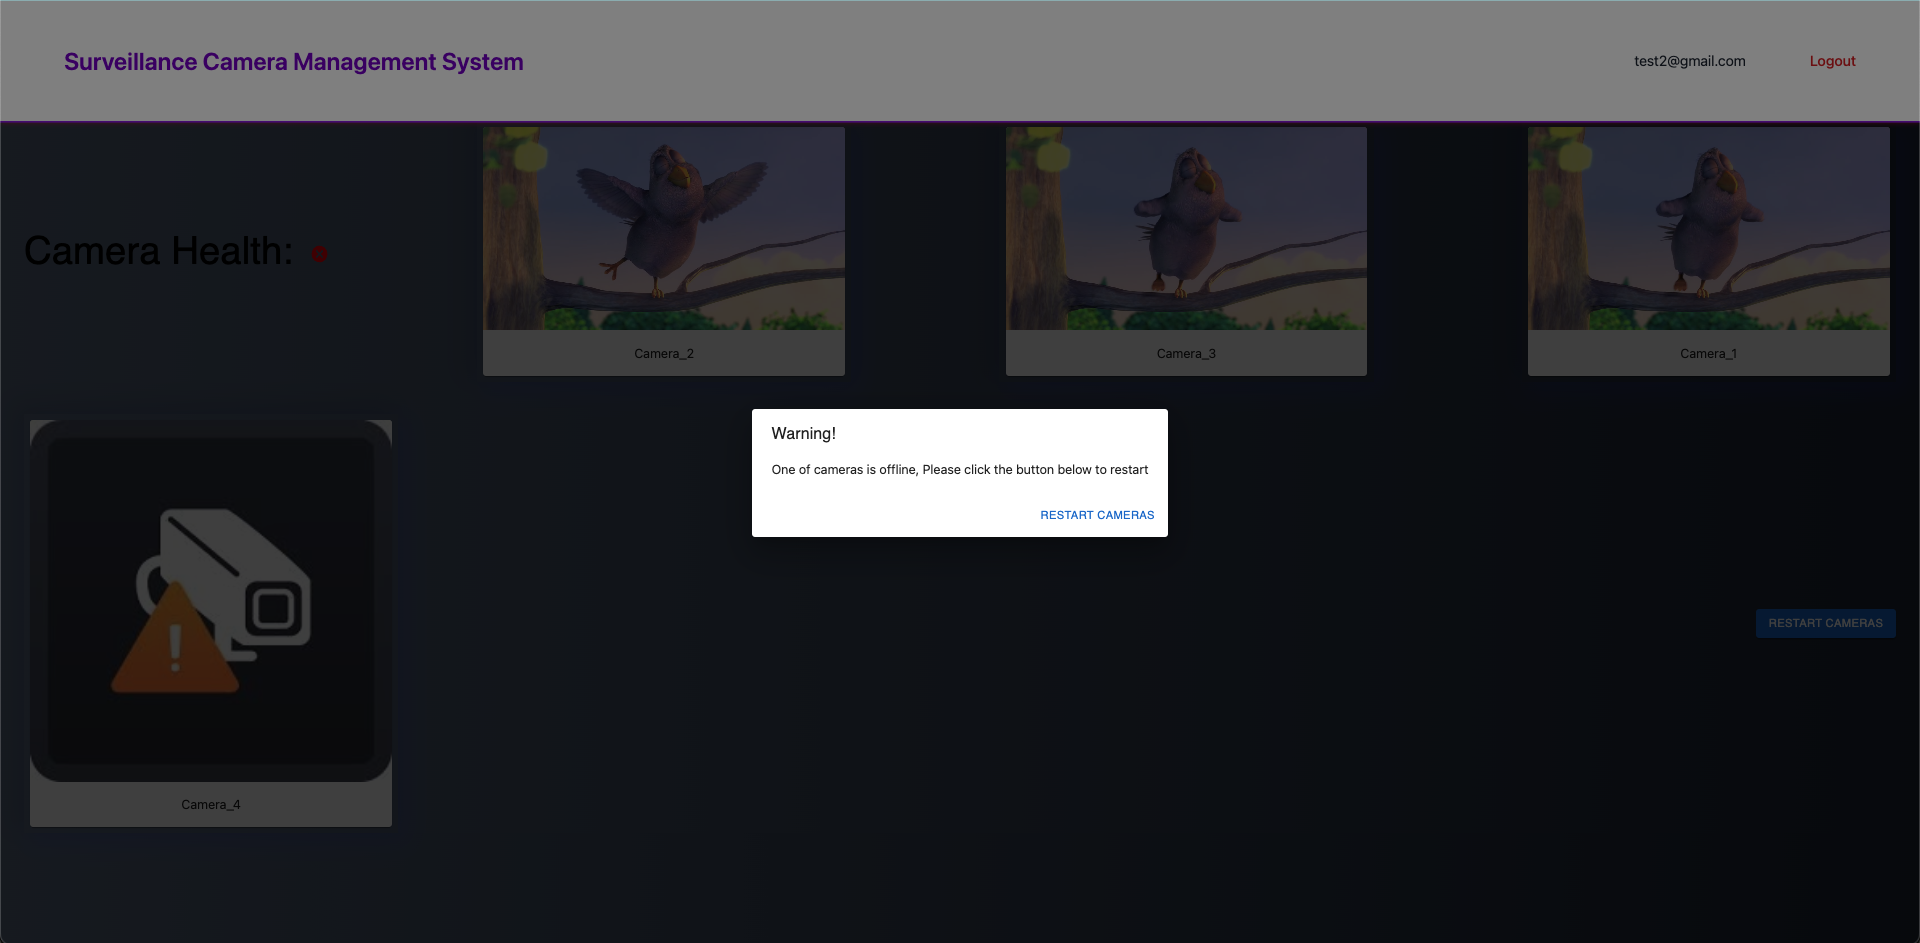 Surveillance Camera Management System
test2@gmail.com
Logout
Camera Health:
Camera_2
Camera_3
Camera_1
Warning!
One of cameras is offline, Please click the button below to restart
RESTART CAMERAS
RESTART CAMERAS
Camera_4